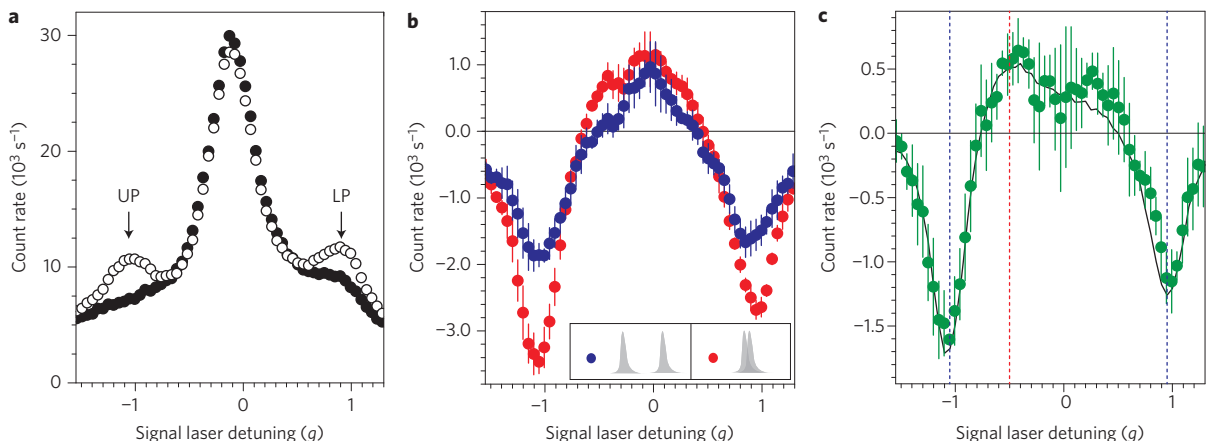 a
Count rate (10³ s⁻¹)
30
20
10
0
UP
LP
−1
0
1
Signal laser detuning (g)
b
Count rate (10³ s⁻¹)
1.0
0.0
−1.0
−2.0
−3.0
−1
0
1
Signal laser detuning (g)
c
Count rate (10³ s⁻¹)
0.5
0.0
−0.5
−1.0
−1.5
−1
0
1
Signal laser detuning (g)